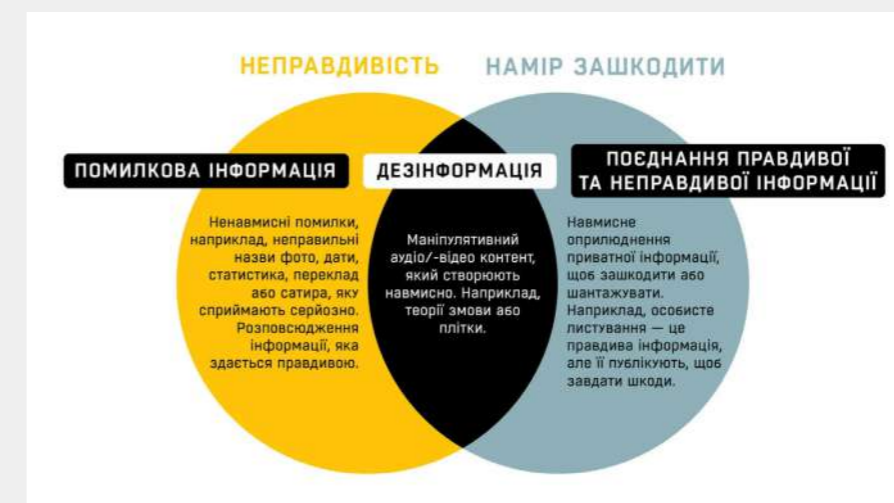 НЕПРАВДИВІСТЬ
НАМІР ЗАШКОДИТИ
ПОМИЛКОВА ІНФОРМАЦІЯ
Ненавмисні помилки,
наприклад, неправильні
назви фото, дати,
статистика, переклад
або сатира, яку
сприймають серйозно.
Розповсюдження
інформації, яка
здається правдивою.
ДЕЗІНФОРМАЦІЯ
Маніпулятивний
аудіо/-відео контент,
який створюють
навмисно. Наприклад,
теорії змови або
плітки.
ПОЄДНАННЯ ПРАВДИВОЇ
ТА НЕПРАВДИВОЇ ІНФОРМАЦІЇ
Навмисне
оприлюднення
приватної інформації,
щоб зашкодити або
шантажувати.
Наприклад, особисте
листування — це
правдива інформація,
але її публікують, щоб
завдати шкоди.